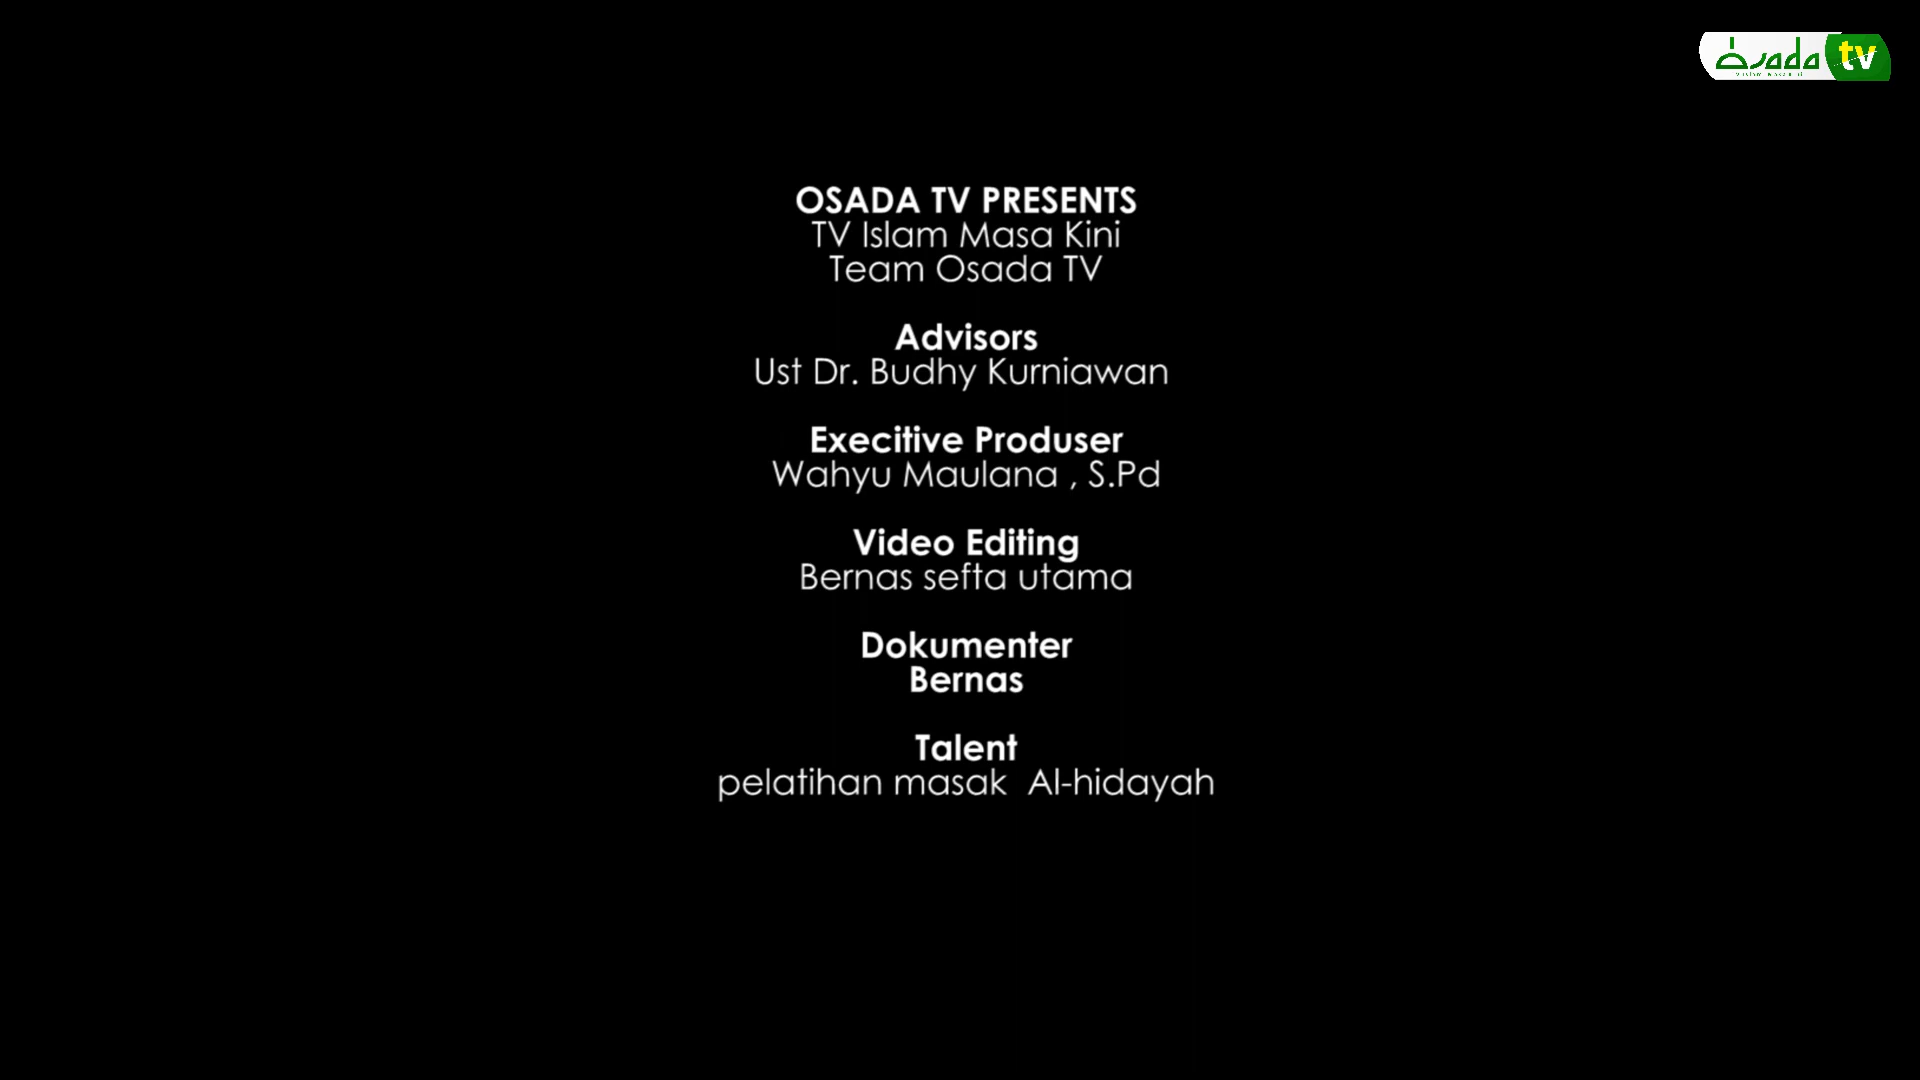 osada tv
OSADA TV PRESENTS
TV Islam Masa Kini
Team Osada TV
Advisors
Ust Dr. Budhy Kurniawan
Execitive Produser
Wahyu Maulana , S.Pd
Video Editing
Bernas sefta utama
Dokumenter
Bernas
Talent
pelatihan masak  Al-hidayah